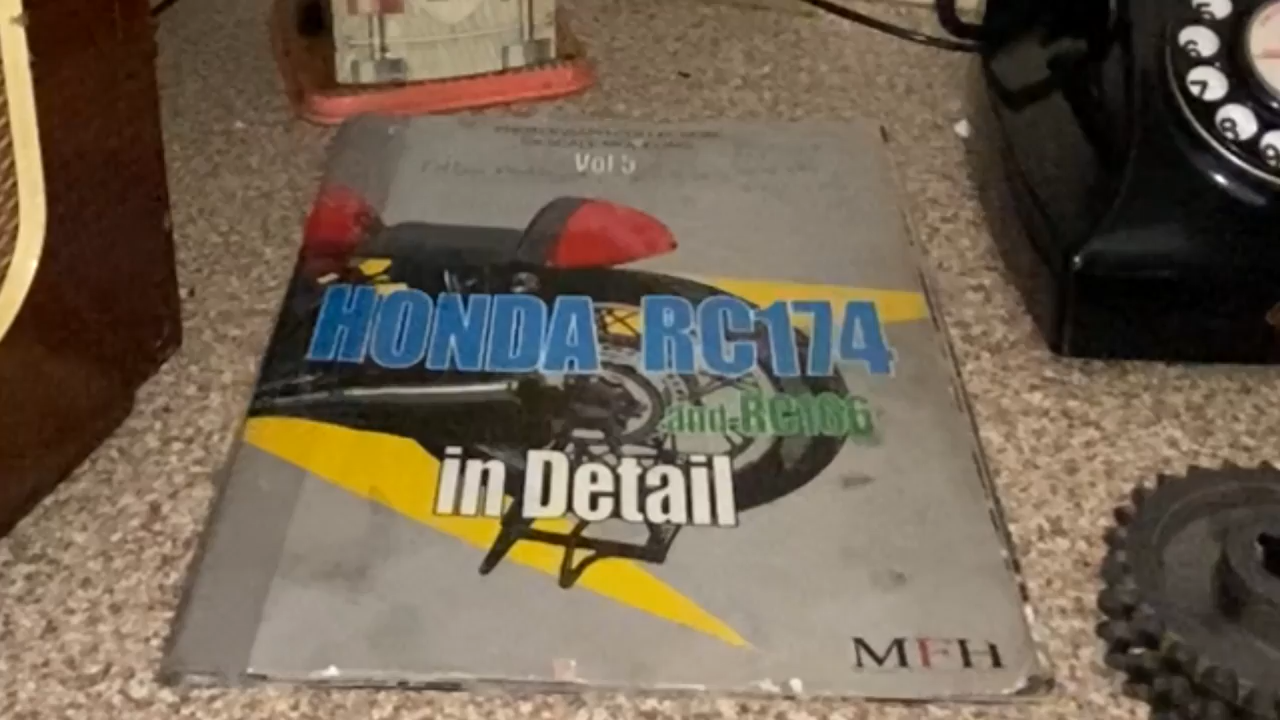 Vol 5
HONDA RC174
and RC166
in Detail
MFH